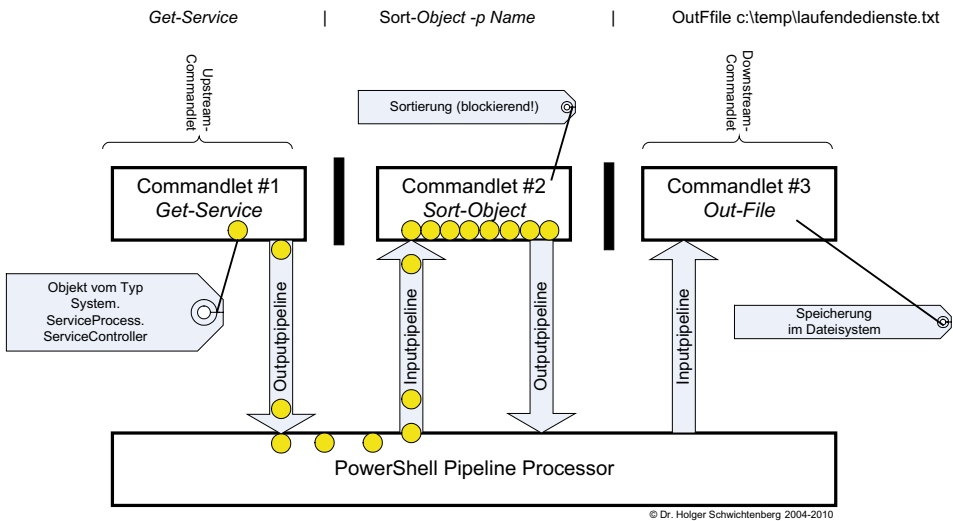 Get-Service | Sort-Object -p Name | OutFfile c:\temp\laufendedienste.txt
Upstream-
Commandlet
Sortierung (blockierend!)
Downstream-
Commandlet
Commandlet #1
Get-Service
Commandlet #2
Sort-Object
Commandlet #3
Out-File
Objekt vom Typ
System.
ServiceProcess.
ServiceController
Outputpipeline
Inputpipeline
Outputpipeline
Inputpipeline
Speicherung
im Dateisystem
PowerShell Pipeline Processor
© Dr. Holger Schwichtenberg 2004-2010